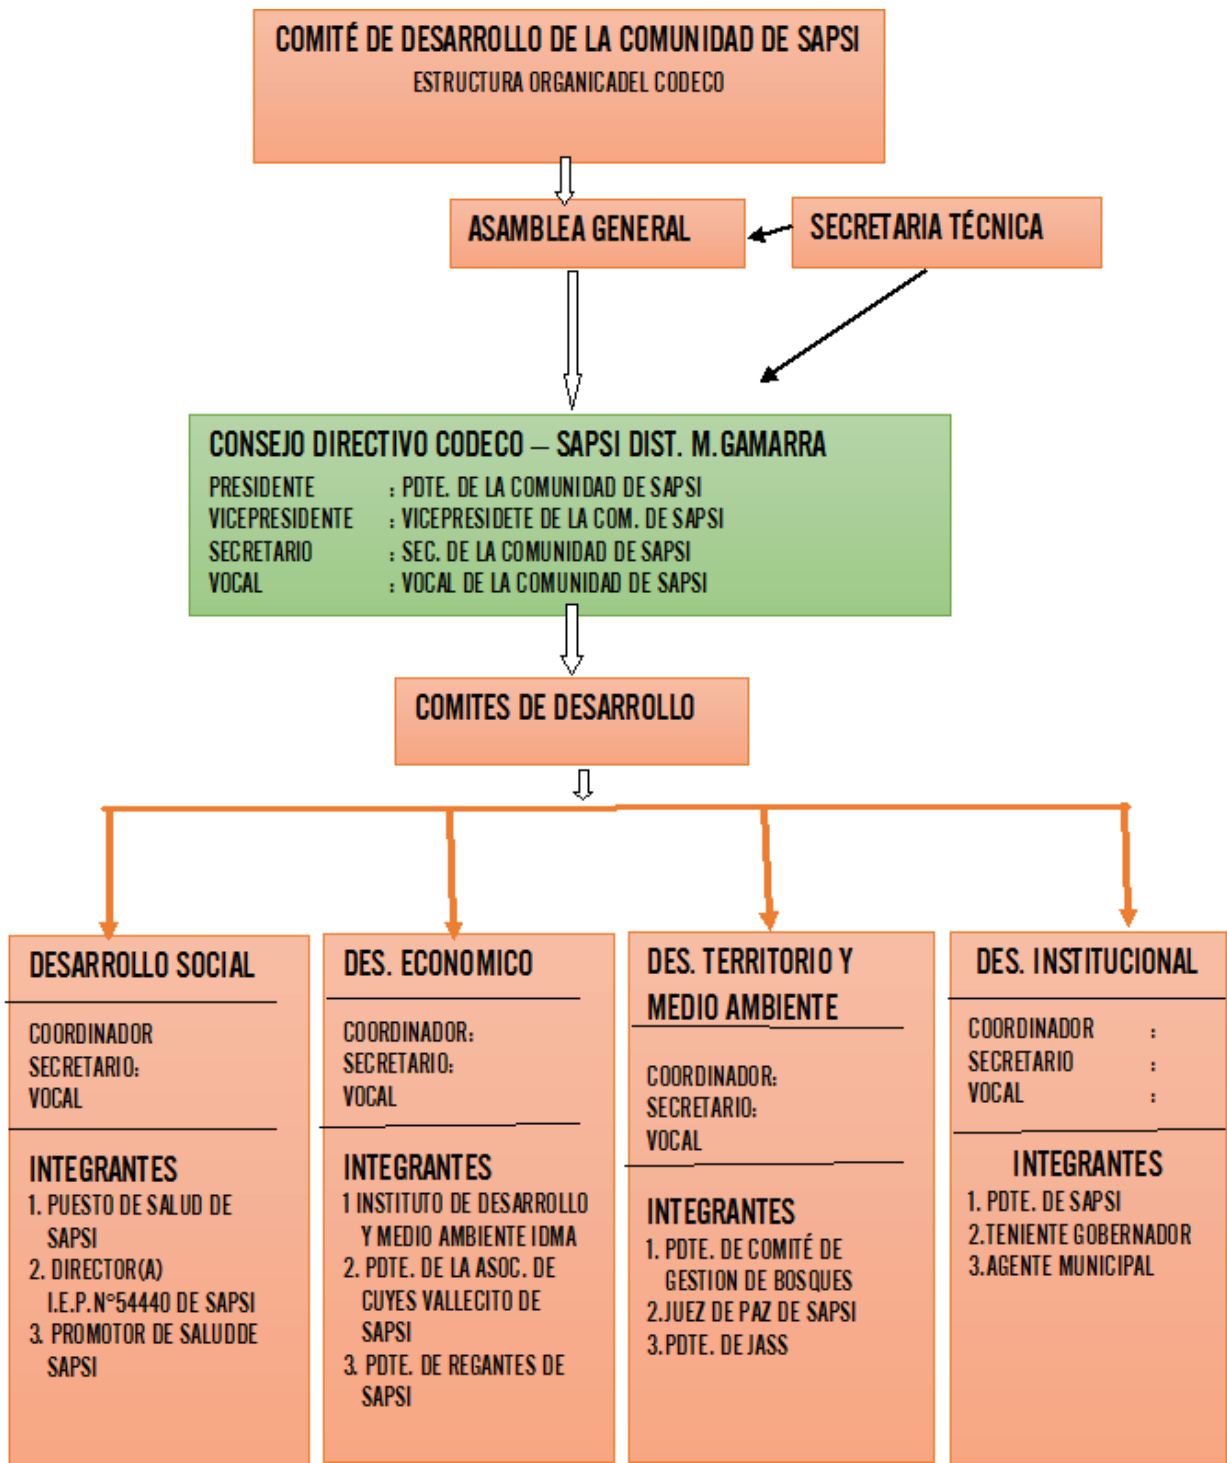 COMITÉ DE DESARROLLO DE LA COMUNIDAD DE SAPSI
ESTRUCTURA ORGANICADEL CODECO
ASAMBLEA GENERAL
SECRETARIA TÉCNICA
CONSEJO DIRECTIVO CODECO – SAPSI DIST. M.GAMARRA
PRESIDENTE : PDTE. DE LA COMUNIDAD DE SAPSI
VICEPRESIDENTE : VICEPRESIDETE DE LA COM. DE SAPSI
SECRETARIO : SEC. DE LA COMUNIDAD DE SAPSI
VOCAL : VOCAL DE LA COMUNIDAD DE SAPSI
COMITES DE DESARROLLO
DESARROLLO SOCIAL
COORDINADOR
SECRETARIO:
VOCAL
INTEGRANTES
1. PUESTO DE SALUD DE
SAPSI
2. DIRECTOR(A)
I.E.P.N°54440 DE SAPSI
3. PROMOTOR DE SALUDDE
SAPSI
DES. ECONOMICO
COORDINADOR:
SECRETARIO:
VOCAL
INTEGRANTES
1 INSTITUTO DE DESARROLLO
Y MEDIO AMBIENTE IDMA
2. PDTE. DE LA ASOC. DE
CUYES VALLECITO DE
SAPSI
3. PDTE. DE REGANTES DE
SAPSI
DES. TERRITORIO Y
MEDIO AMBIENTE
COORDINADOR:
SECRETARIO:
VOCAL
INTEGRANTES
1. PDTE. DE COMITÉ DE
GESTION DE BOSQUES
2.JUEZ DE PAZ DE SAPSI
3.PDTE. DE JASS
DES. INSTITUCIONAL
COORDINADOR :
SECRETARIO :
VOCAL :
INTEGRANTES
1. PDTE. DE SAPSI
2.TENIENTE GOBERNADOR
3.AGENTE MUNICIPAL